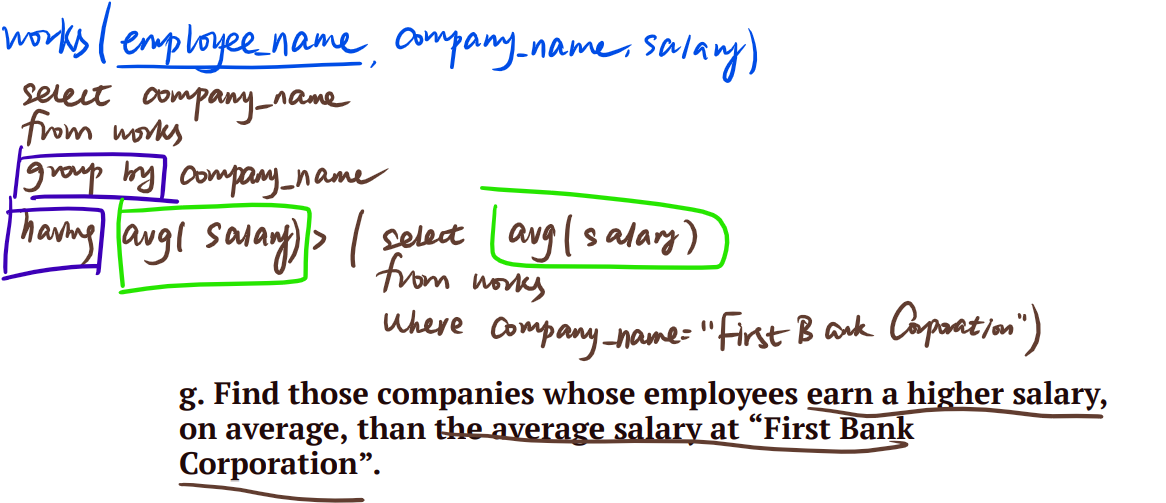 works(employee_name, company_name, salary)
select company_name
from works
group by company_name
having avg( salary) > ( select avg(salary)
from works
where company_name="First Bank Corporation")
g. Find those companies whose employees earn a higher salary,
on average, than the average salary at “First Bank
Corporation”.